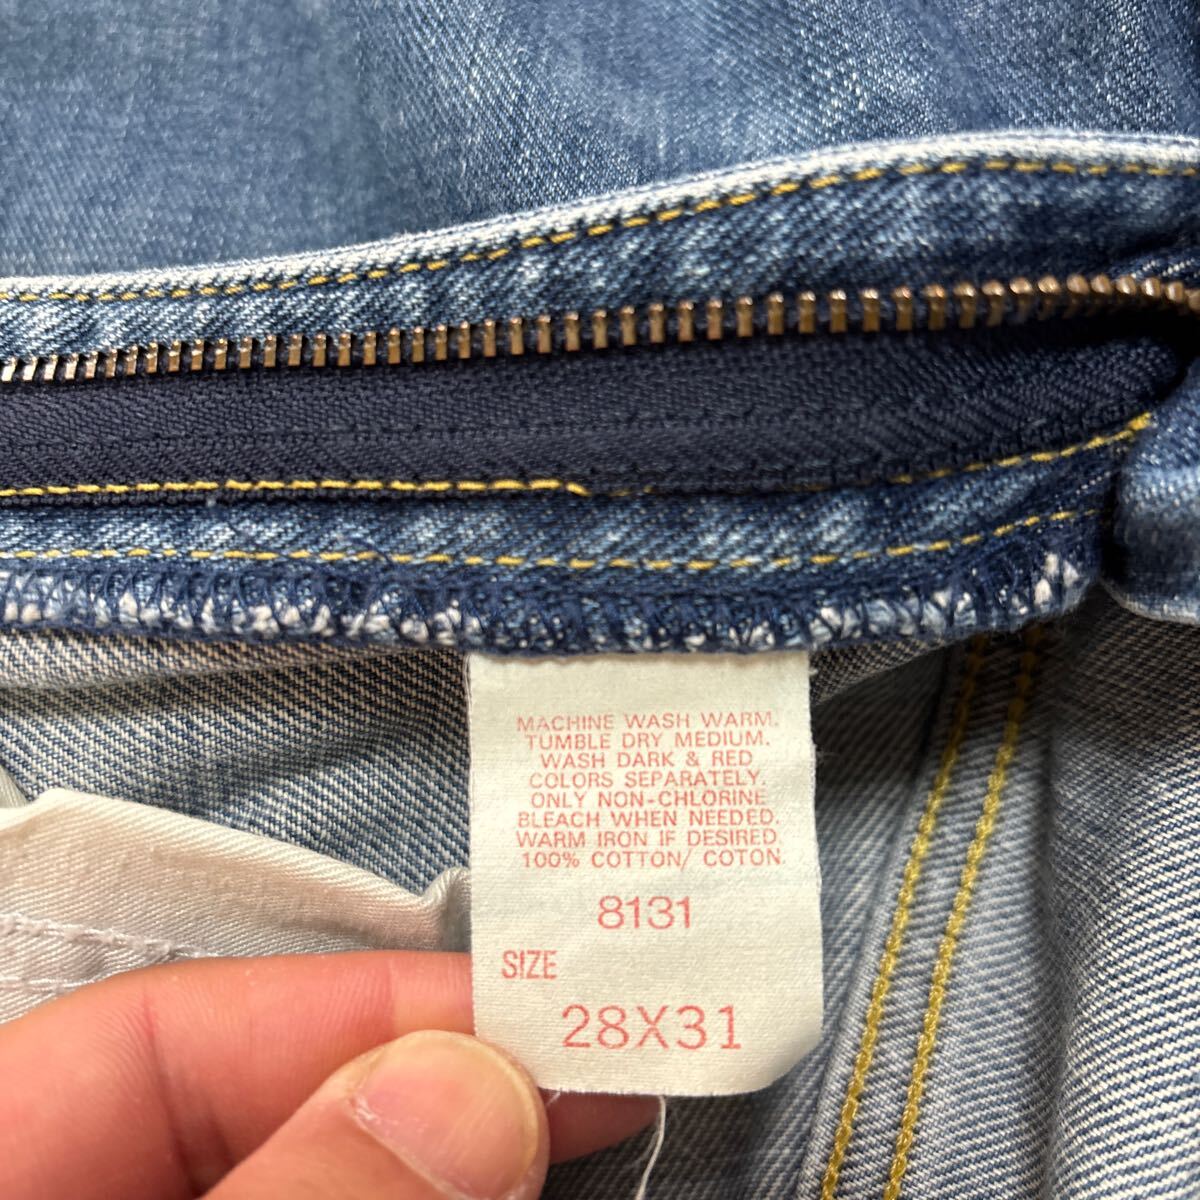 MACHINE WASH WARM.
TUMBLE DRY MEDIUM.
WASH DARK & RED
COLORS SEPARATELY.
ONLY NON-CHLORINE
BLEACH WHEN NEEDED.
WARM IRON IF DESIRED.
100% COTTON/ COTON.
8131
SIZE
28X31